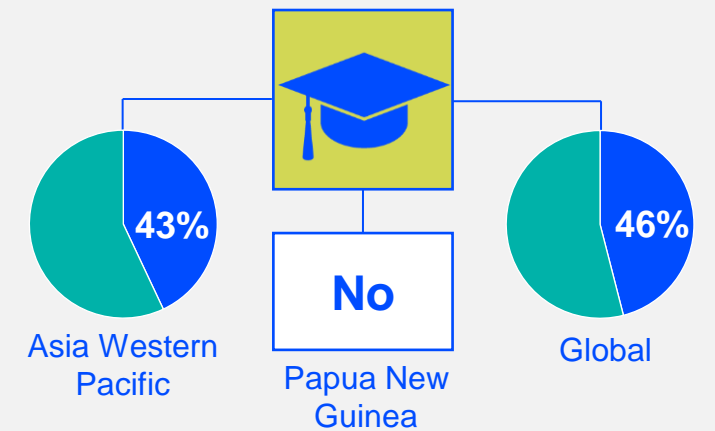 43%
Asia Western
Pacific
No
Papua New
Guinea
46%
Global